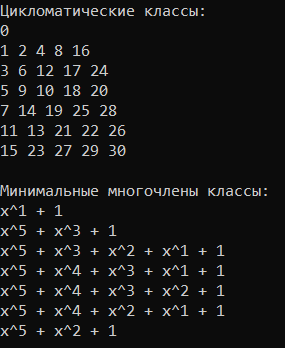 Цикломатические классы:
0
1 2 4 8 16
3 6 12 17 24
5 9 10 18 20
7 14 19 25 28
11 13 21 22 26
15 23 27 29 30
Минимальные многочлены классы:
x^1 + 1
x^5 + x^3 + 1
x^5 + x^3 + x^2 + x^1 + 1
x^5 + x^4 + x^3 + x^1 + 1
x^5 + x^4 + x^3 + x^2 + 1
x^5 + x^4 + x^2 + x^1 + 1
x^5 + x^2 + 1